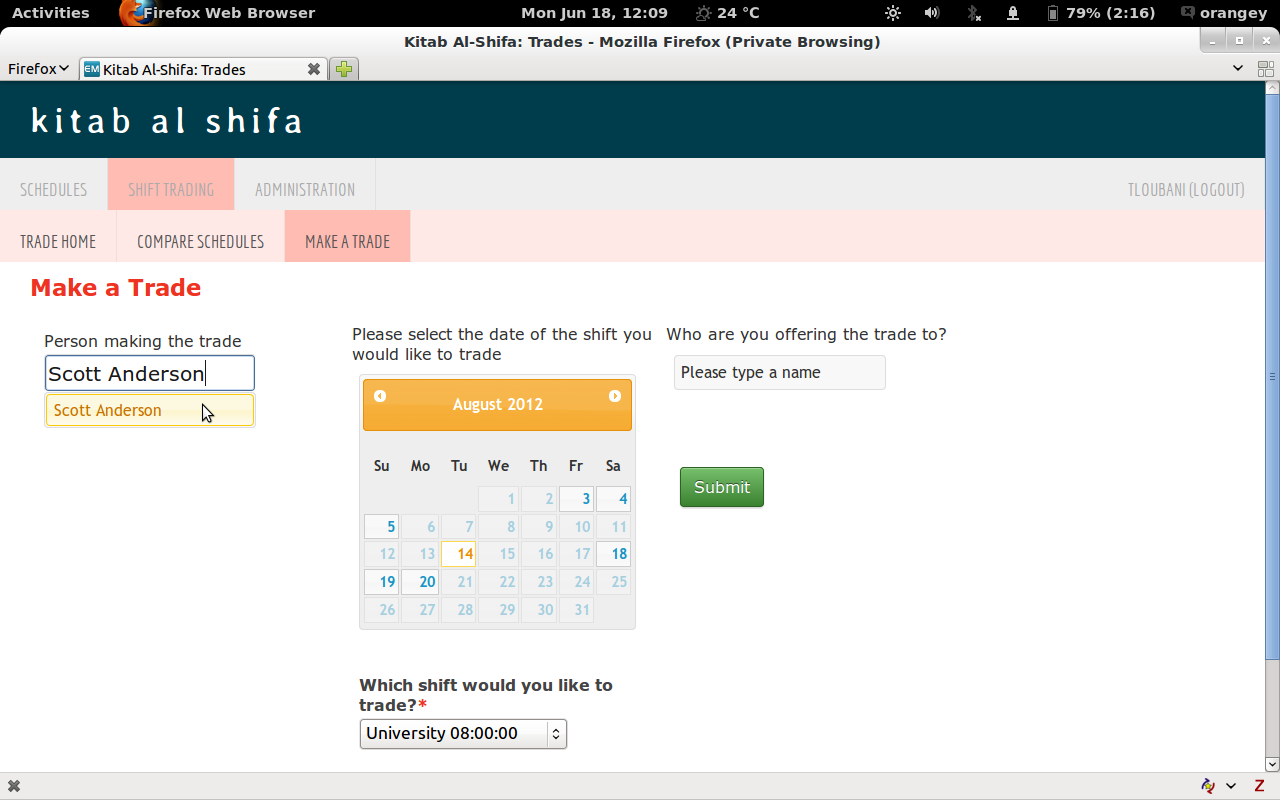 Activities Firefox Web Browser Mon Jun 18, 12:09 24 °C 79% (2:16) orangey
Kitab Al-Shifa: Trades - Mozilla Firefox (Private Browsing)
Firefox EM Kitab Al-Shifa: Trades
kitab al shifa
SCHEDULES SHIFT TRADING ADMINISTRATION TLOUBANI (LOGOUT)
TRADE HOME COMPARE SCHEDULES MAKE A TRADE
Make a Trade
Person making the trade
Scott Anderson
Scott Anderson
Please select the date of the shift you
would like to trade
August 2012
Su Mo Tu We Th Fr Sa
1 2 3 4
5 6 7 8 9 10 11
12 13 14 15 16 17 18
19 20 21 22 23 24 25
26 27 28 29 30 31
Which shift would you like to
trade?*
University 08:00:00
Who are you offering the trade to?
Please type a name
Submit
Z